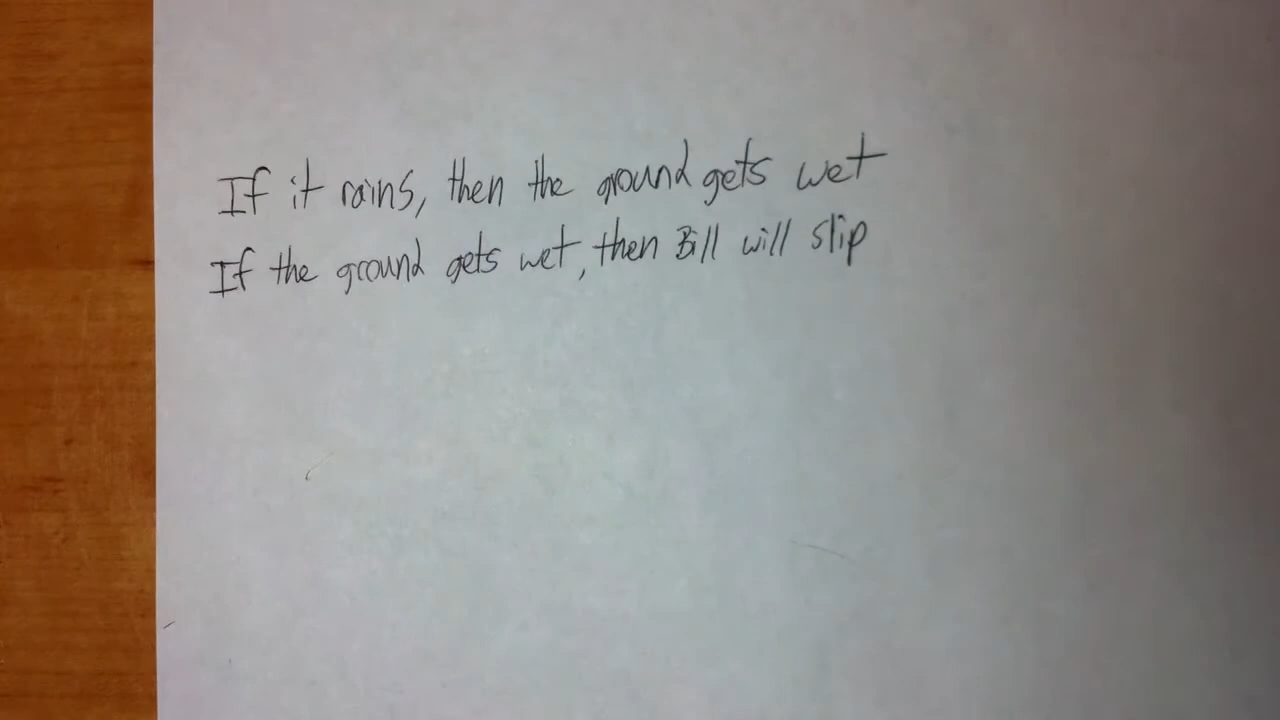 If it rains, then the ground gets wet
If the ground gets wet, then Bill will slip